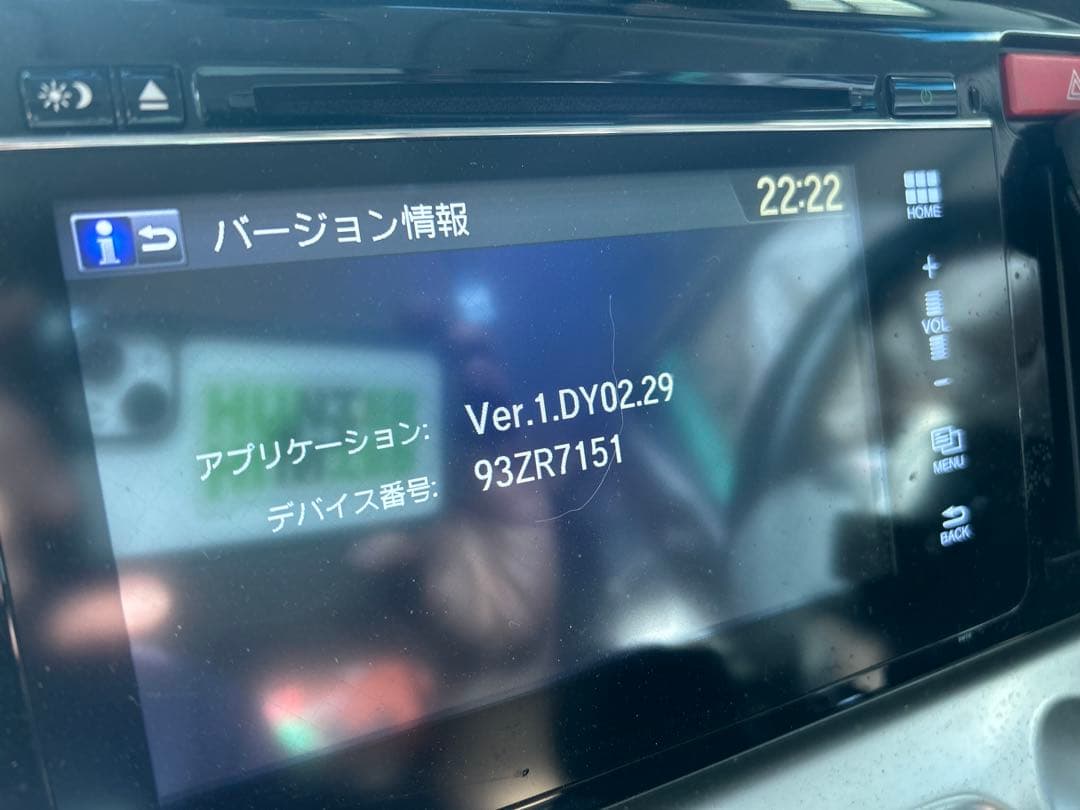 バージョン情報
22:22
HOME
+
VOL
-
アプリケーション: Ver.1.DY02.29
デバイス番号: 93ZR7151
MENU
BACK